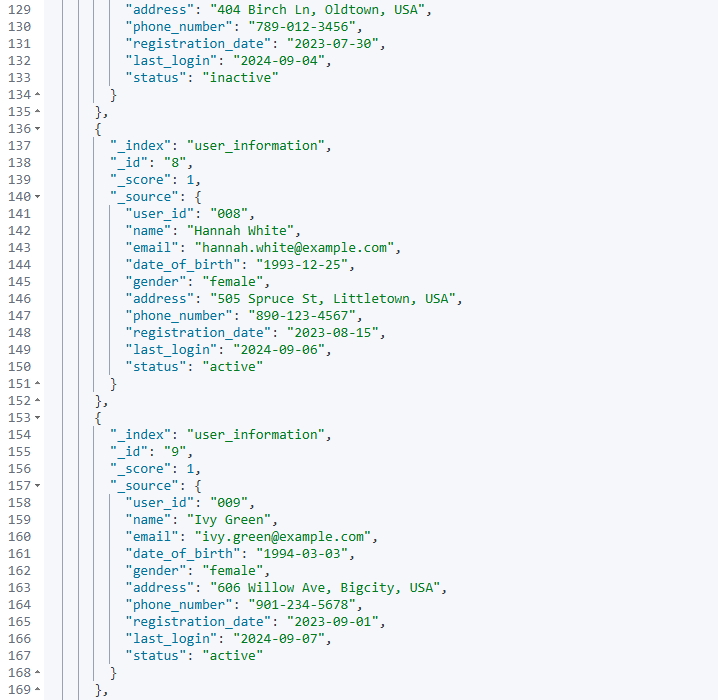 129 "address": "404 Birch Ln, Oldtown, USA",
130 "phone_number": "789-012-3456",
131 "registration_date": "2023-07-30",
132 "last_login": "2024-09-04",
133 "status": "inactive"
134 }
135 },
136 {
137 "_index": "user_information",
138 "_id": "8",
139 "_score": 1,
140 "_source": {
141 "user_id": "008",
142 "name": "Hannah White",
143 "email": "hannah.white@example.com",
144 "date_of_birth": "1993-12-25",
145 "gender": "female",
146 "address": "505 Spruce St, Littletown, USA",
147 "phone_number": "890-123-4567",
148 "registration_date": "2023-08-15",
149 "last_login": "2024-09-06",
150 "status": "active"
151 }
152 },
153 {
154 "_index": "user_information",
155 "_id": "9",
156 "_score": 1,
157 "_source": {
158 "user_id": "009",
159 "name": "Ivy Green",
160 "email": "ivy.green@example.com",
161 "date_of_birth": "1994-03-03",
162 "gender": "female",
163 "address": "606 Willow Ave, Bigcity, USA",
164 "phone_number": "901-234-5678",
165 "registration_date": "2023-09-01",
166 "last_login": "2024-09-07",
167 "status": "active"
168 }
169 },